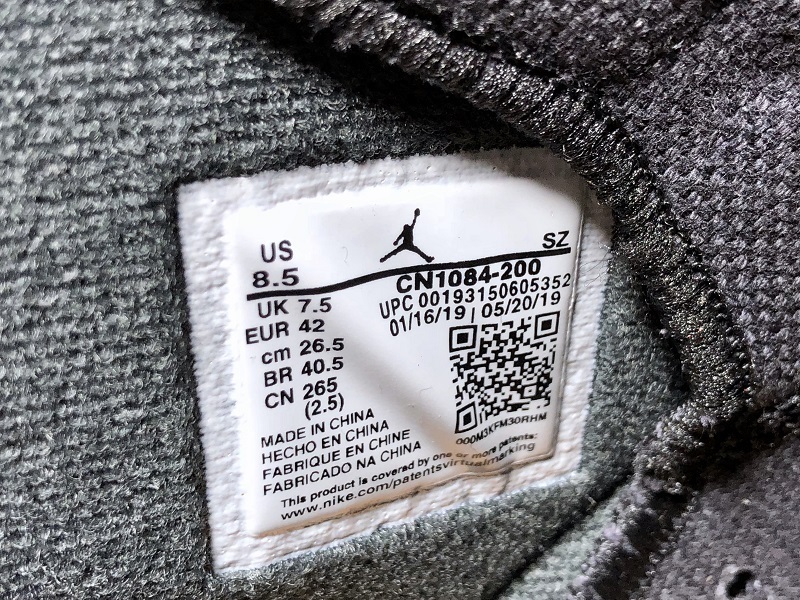 US
8.5
SZ
CN1084-200
UPC 00193150605352
01/16/19 | 05/20/19
UK 7.5
EUR 42
cm 26.5
BR 40.5
CN 265
(2.5)
000M3KFM30RHM
MADE IN CHINA
HECHO EN CHINA
FABRIQUE EN CHINE
FABRICADO NA CHINA
This product is covered by one or more patents:
www.nike.com/patentsvirtualmarking